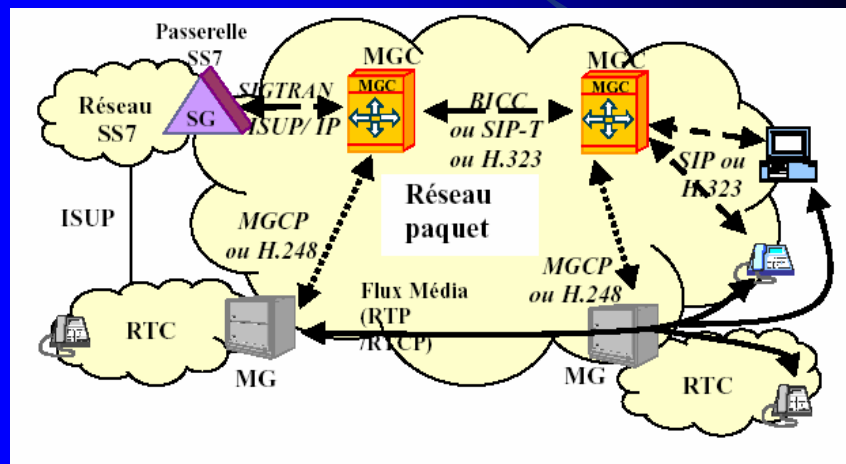 Passerelle
SS7
MGC
MGC
MGC
MGC
Réseau
SS7
SG
SIGTRAN
ISUP/ IP
BICC
ou SIP-T
ou H.323
SIP ou
H.323
ISUP
MGCP
ou H.248
Réseau
paquet
MGCP
ou H.248
Flux Média
(RTP
/RTCP)
RTC
MG
MG
RTC